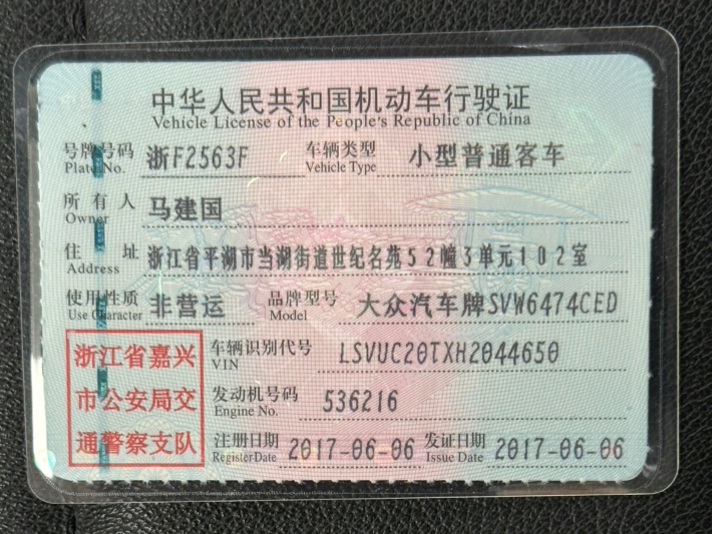 中华人民共和国机动车行驶证
Vehicle License of the People's Republic of China
号牌号码 浙F2563F 车辆类型 小型普通客车
Plate No. Vehicle Type
所有人 马建国
Owner
住址 浙江省平湖市当湖街道世纪名苑52幢3单元102室
Address
使用性质 非营运 品牌型号 大众汽车牌SVW6474CED
Use Character Model
浙江省嘉兴
市公安局交
通警察支队
车辆识别代号 LSVUC20TXH2044650
VIN
发动机号码 536216
Engine No.
注册日期 2017-06-06 发证日期 2017-06-06
Register Date Issue Date